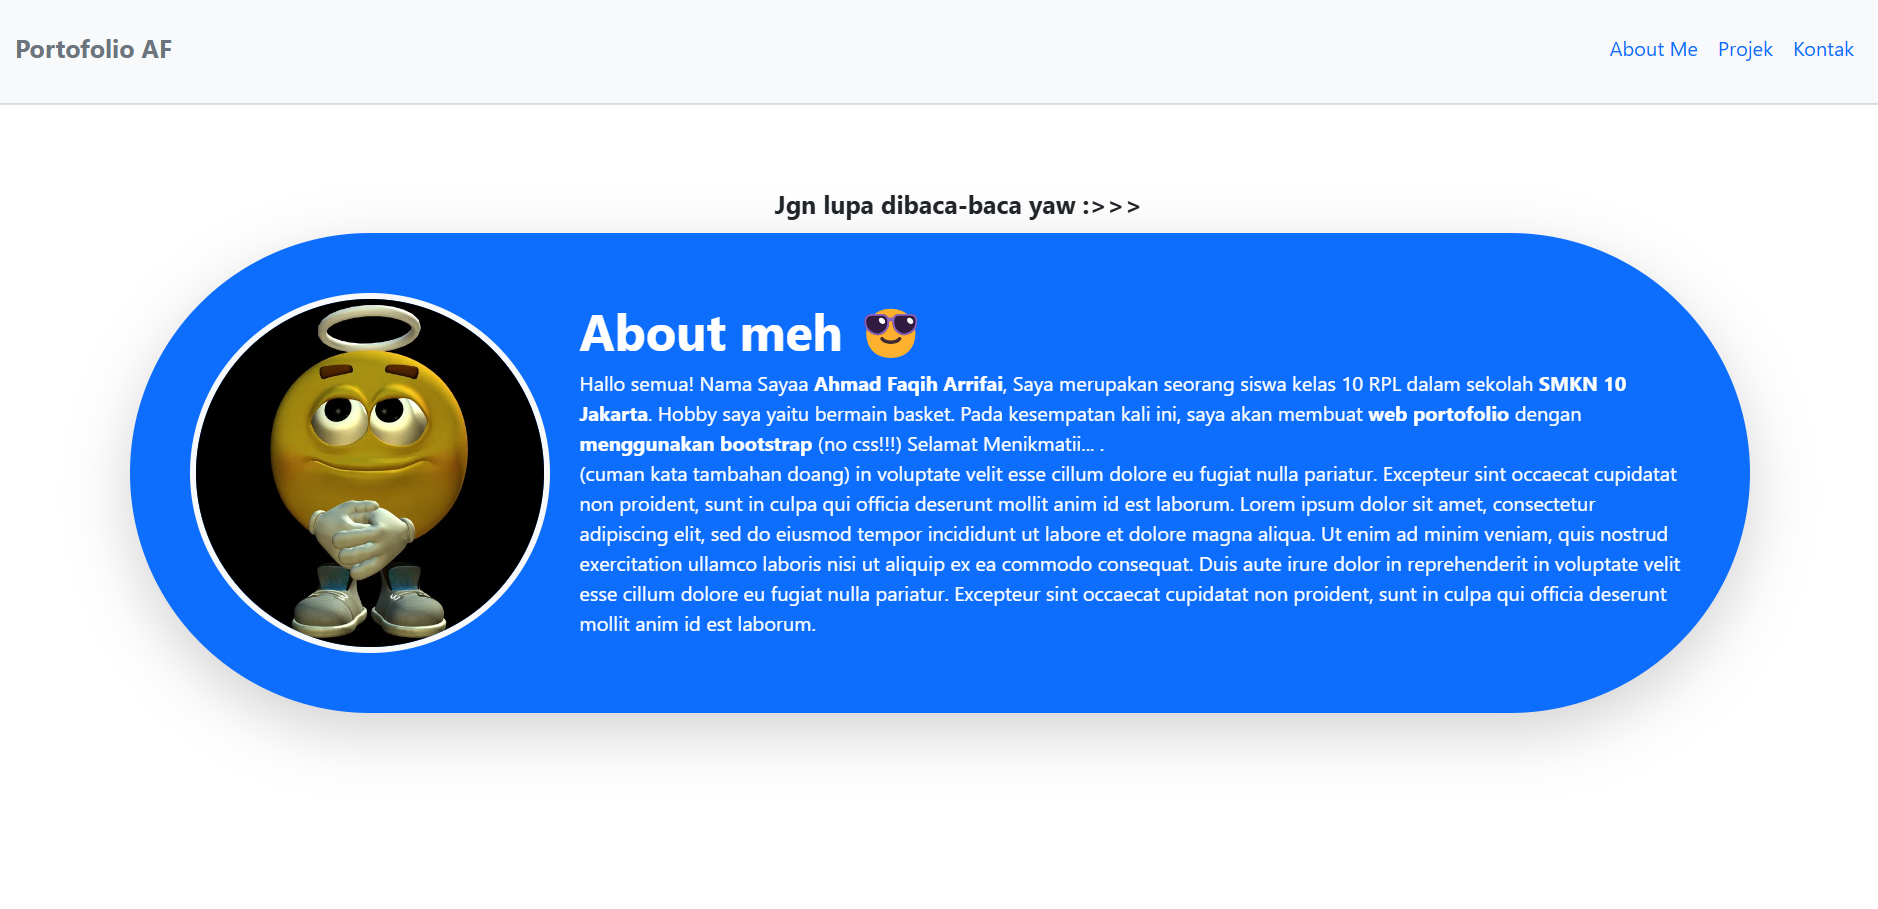 Portofolio AF
About Me Projek Kontak
Jgn lupa dibaca-baca yaw :>>>
About meh 😎
Hallo semua! Nama Sayaa Ahmad Faqih Arrifai, Saya merupakan seorang siswa kelas 10 RPL dalam sekolah SMKN 10
Jakarta. Hobby saya yaitu bermain basket. Pada kesempatan kali ini, saya akan membuat web portofolio dengan
menggunakan bootstrap (no css!!!) Selamat Menikmatii... .
(cuman kata tambahan doang) in voluptate velit esse cillum dolore eu fugiat nulla pariatur. Excepteur sint occaecat cupidatat
non proident, sunt in culpa qui officia deserunt mollit anim id est laborum. Lorem ipsum dolor sit amet, consectetur
adipiscing elit, sed do eiusmod tempor incididunt ut labore et dolore magna aliqua. Ut enim ad minim veniam, quis nostrud
exercitation ullamco laboris nisi ut aliquip ex ea commodo consequat. Duis aute irure dolor in reprehenderit in voluptate velit
esse cillum dolore eu fugiat nulla pariatur. Excepteur sint occaecat cupidatat non proident, sunt in culpa qui officia deserunt
mollit anim id est laborum.